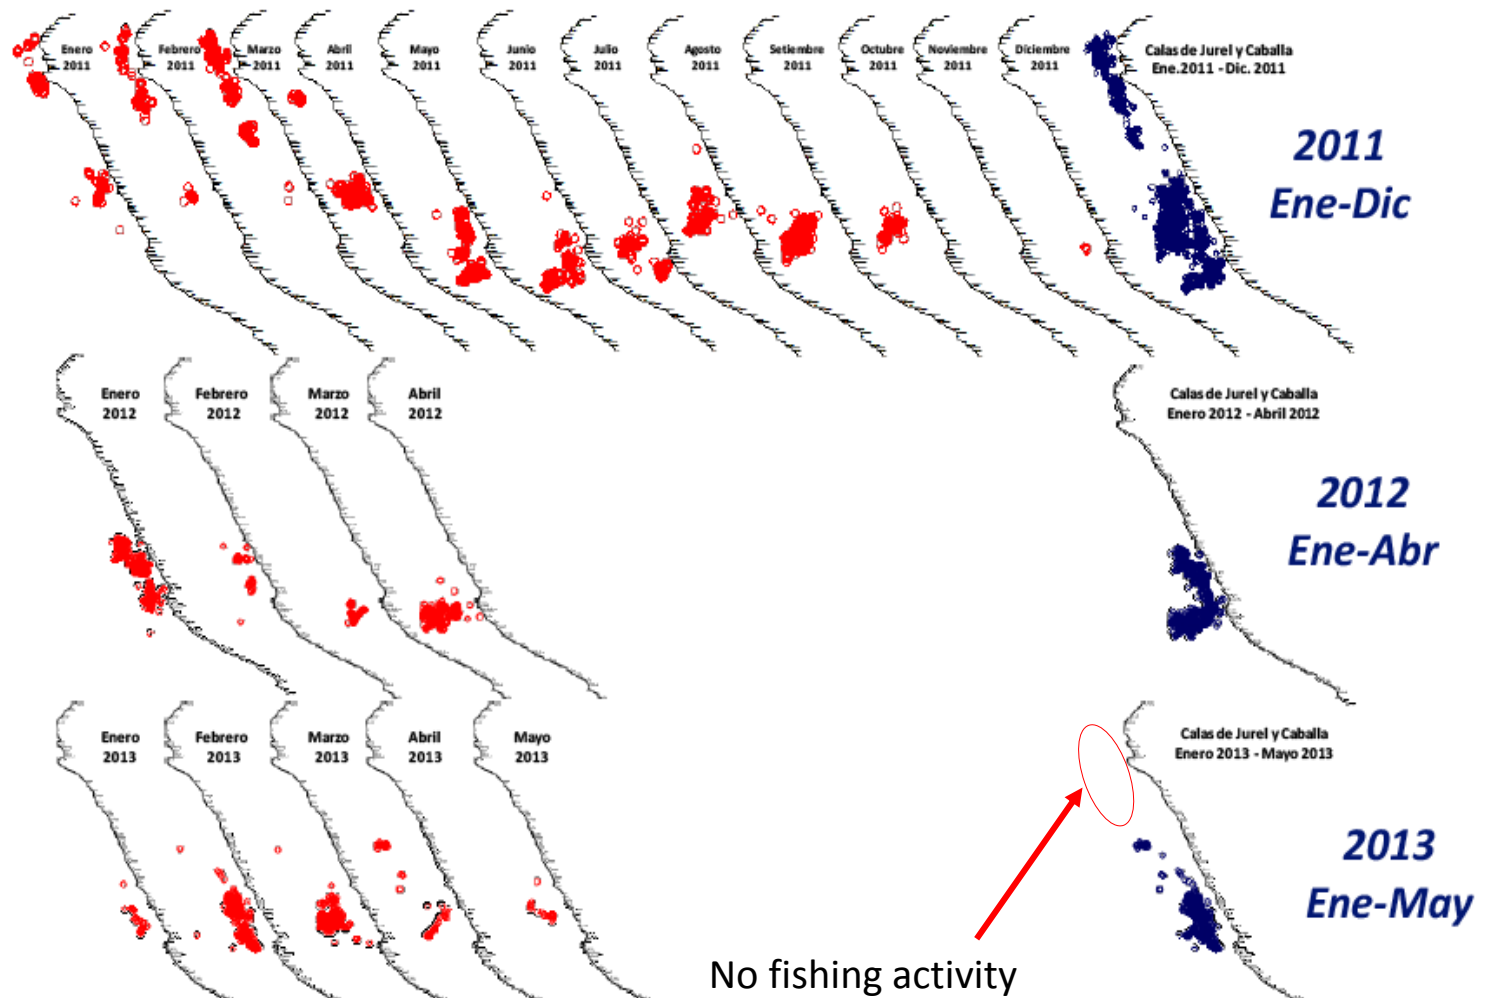 Enero
2011
Febrero
2011
Marzo
2011
Abril
2011
Mayo
2011
Junio
2011
Julio
2011
Agosto
2011
Setiembre
2011
Octubre
2011
Noviembre
2011
Diciembre
2011
Calas de Jurel y Caballa
Ene.2011 - Dic. 2011
2011
Ene-Dic
Enero
2012
Febrero
2012
Marzo
2012
Abril
2012
Calas de Jurel y Caballa
Enero 2012 - Abril 2012
2012
Ene-Abr
Enero
2013
Febrero
2013
Marzo
2013
Abril
2013
Mayo
2013
Calas de Jurel y Caballa
Enero 2013 - Mayo 2013
2013
Ene-May
No fishing activity